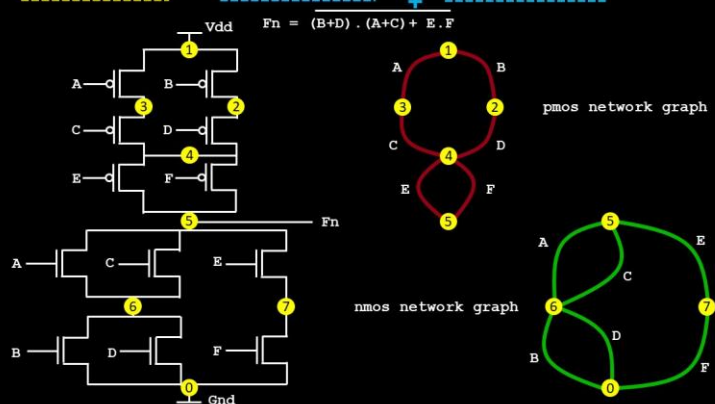 Vdd
Fn = (B+D).(A+C)+ E.F
1
A
B
3
2
C
D
4
E
F
5
Fn
A
C
E
6
7
B
D
F
0
Gnd
1
A
B
3
2
pmos network graph
C
D
4
E
F
5
5
A
E
C
nmos network graph
6
7
D
B
F
0